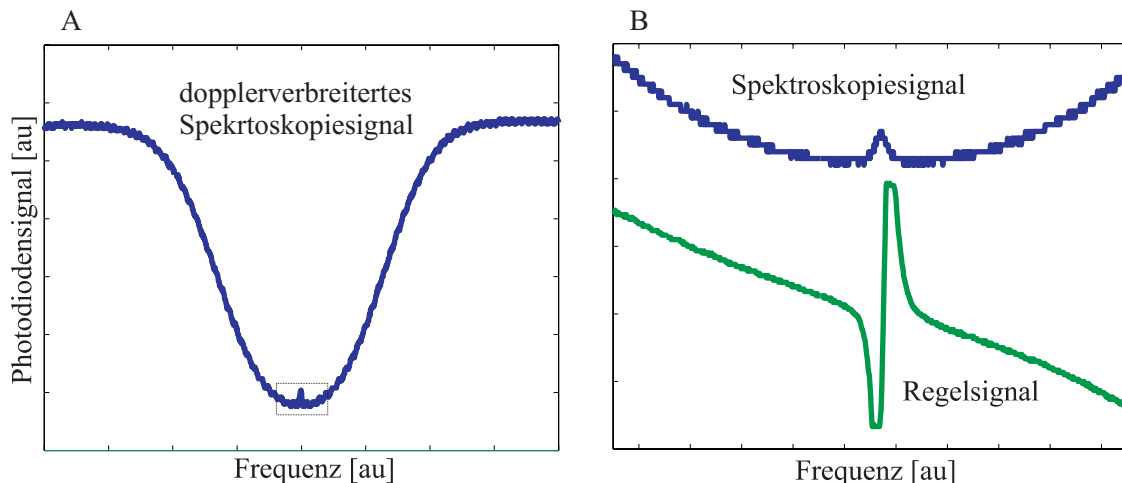 A
dopplerverbreitertes
Spekrtoskopiesignal
Photodiodensignal [au]
Frequenz [au]
B
Spektroskopiesignal
Regelsignal
Frequenz [au]